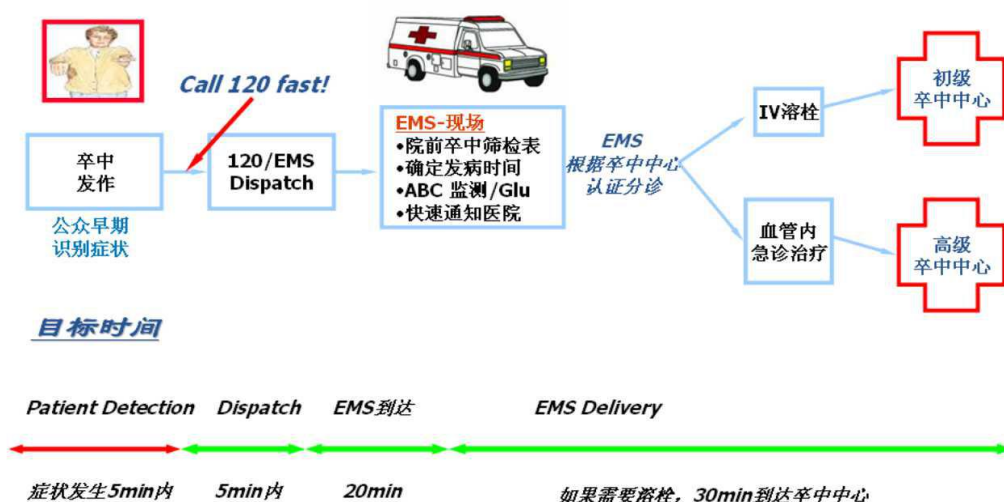 Call 120 fast!
卒中
发作
公众早期
识别症状
120/EMS
Dispatch
EMS-现场
•院前卒中筛检表
•确定发病时间
•ABC 监测/Glu
•快速通知医院
EMS
根据卒中中心
认证分诊
IV溶栓
初级
卒中中心
血管内
急诊治疗
高级
卒中中心
目标时间
Patient Detection
Dispatch
EMS到达
EMS Delivery
症状发生5min内
5min内
20min
如果需要溶栓，30min到达卒中中心